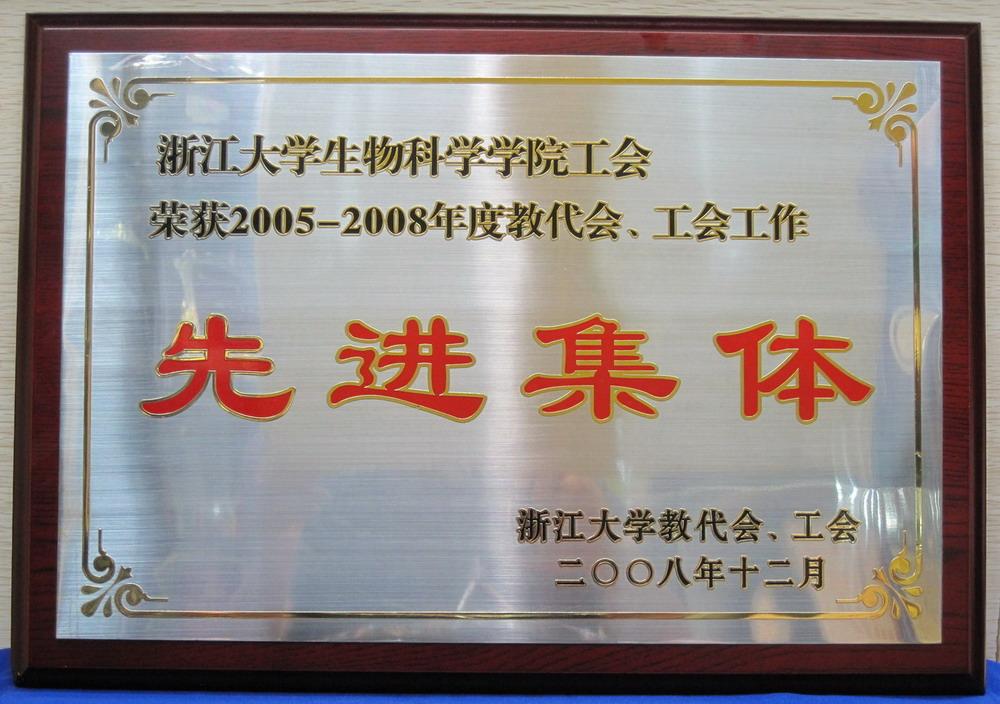 浙江大学生物科学学院工会
荣获2005-2008年度教代会、工会工作
先进集体
浙江大学教代会、工会
二〇〇八年十二月